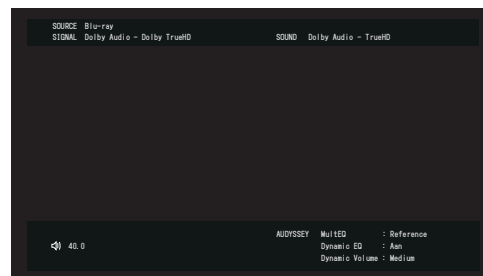 SOURCE Blu-ray
SIGNAL Dolby Audio - Dolby TrueHD SOUND Dolby Audio - TrueHD
AUDYSSEY MultEQ : Reference
40.0 Dynamic EQ : Aan
Dynamic Volume : Medium